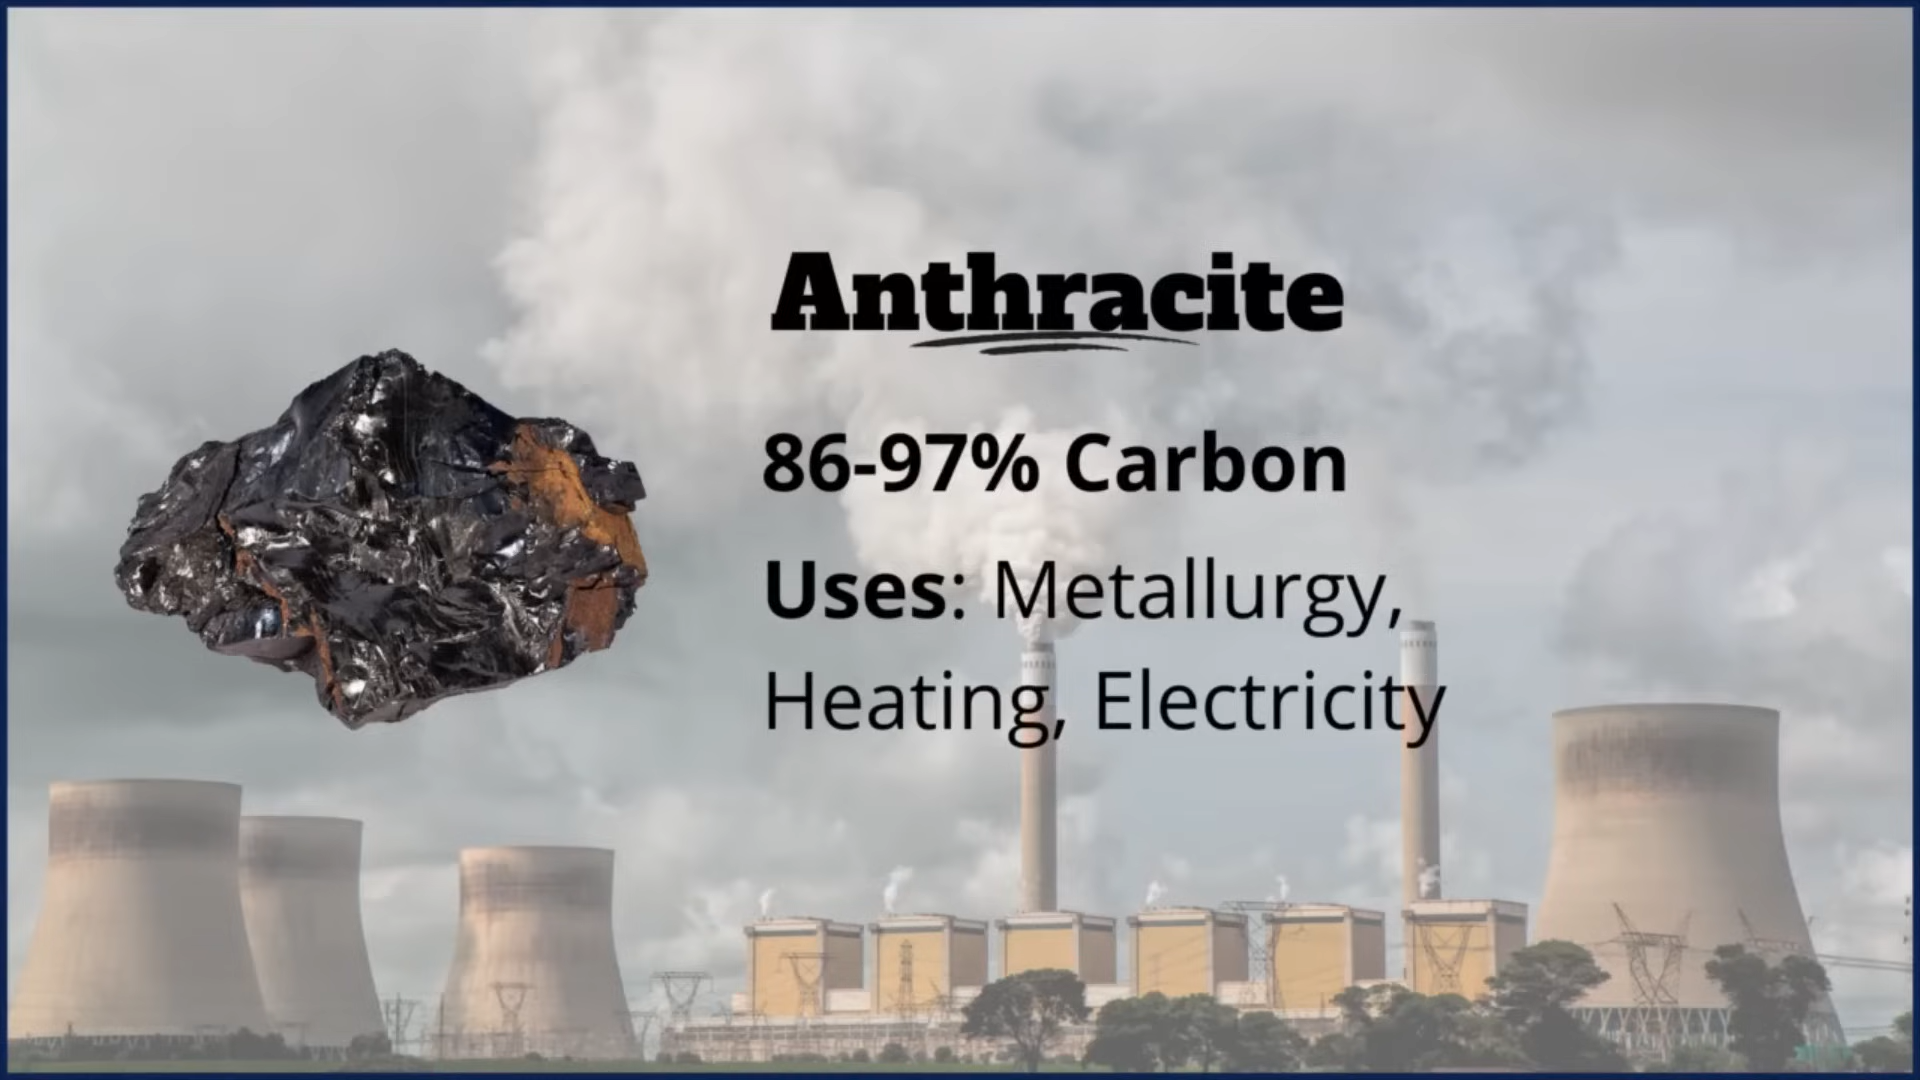 Anthracite
86-97% Carbon
Uses: Metallurgy,
Heating, Electricity